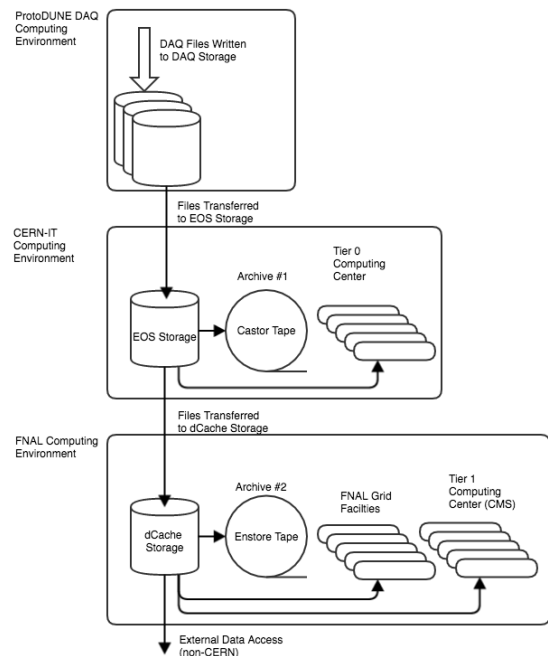 ProtoDUNE DAQ
Computing
Environment
DAQ Files Written
to DAQ Storage
Files Transferred
to EOS Storage
CERN-IT
Computing
Environment
Tier 0
Computing
Center
Archive #1
EOS Storage
Castor Tape
Files Transferred
to dCache Storage
FNAL Computing
Environment
Archive #2
FNAL Grid
Facilties
Tier 1
Computing
Center (CMS)
dCache
Storage
Enstore Tape
External Data Access
(non-CERN)